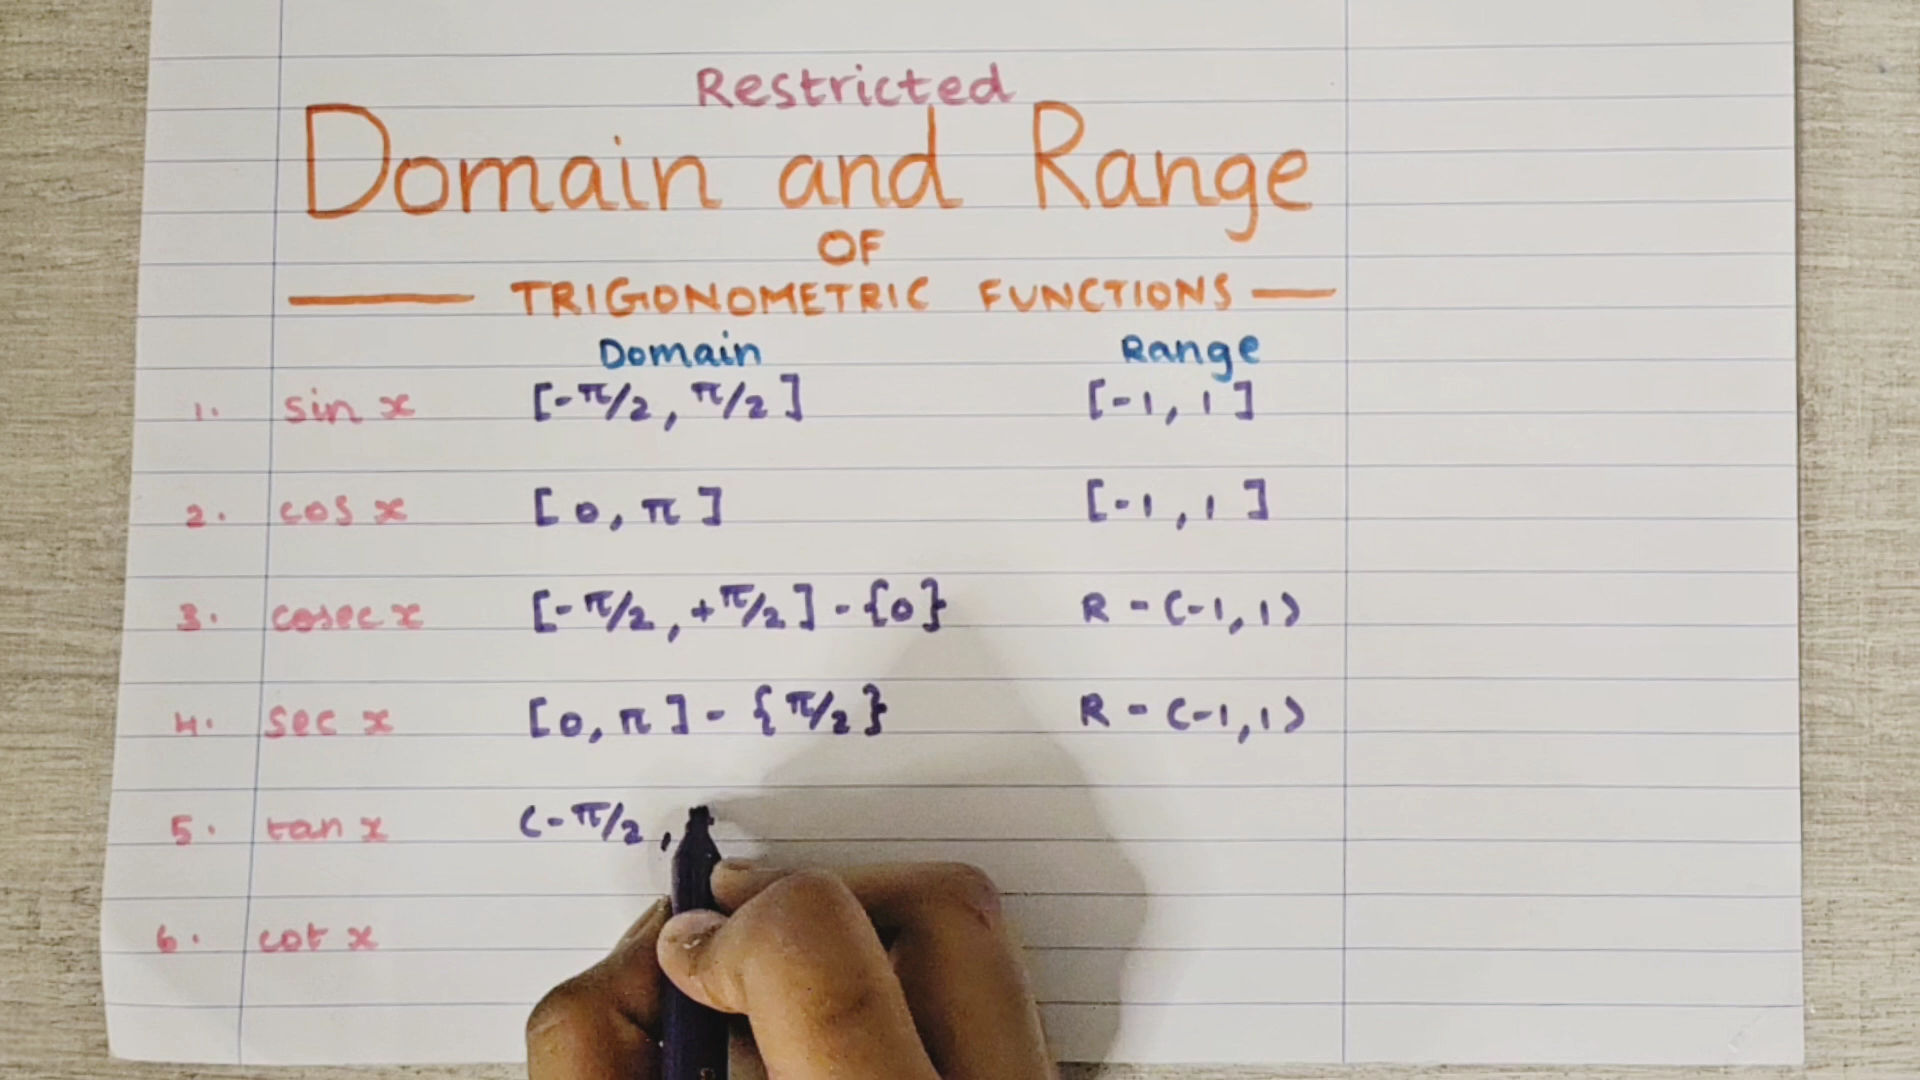 Restricted
Domain and Range
OF
TRIGONOMETRIC FUNCTIONS
Domain Range
1. sin x [-π/2, π/2] [-1, 1]
2. cos x [0, π] [-1, 1]
3. cosec x [-π/2, +π/2] - {0} R - (-1, 1)
4. sec x [0, π] - {π/2} R - (-1, 1)
5. tan x (-π/2,
6. cot x